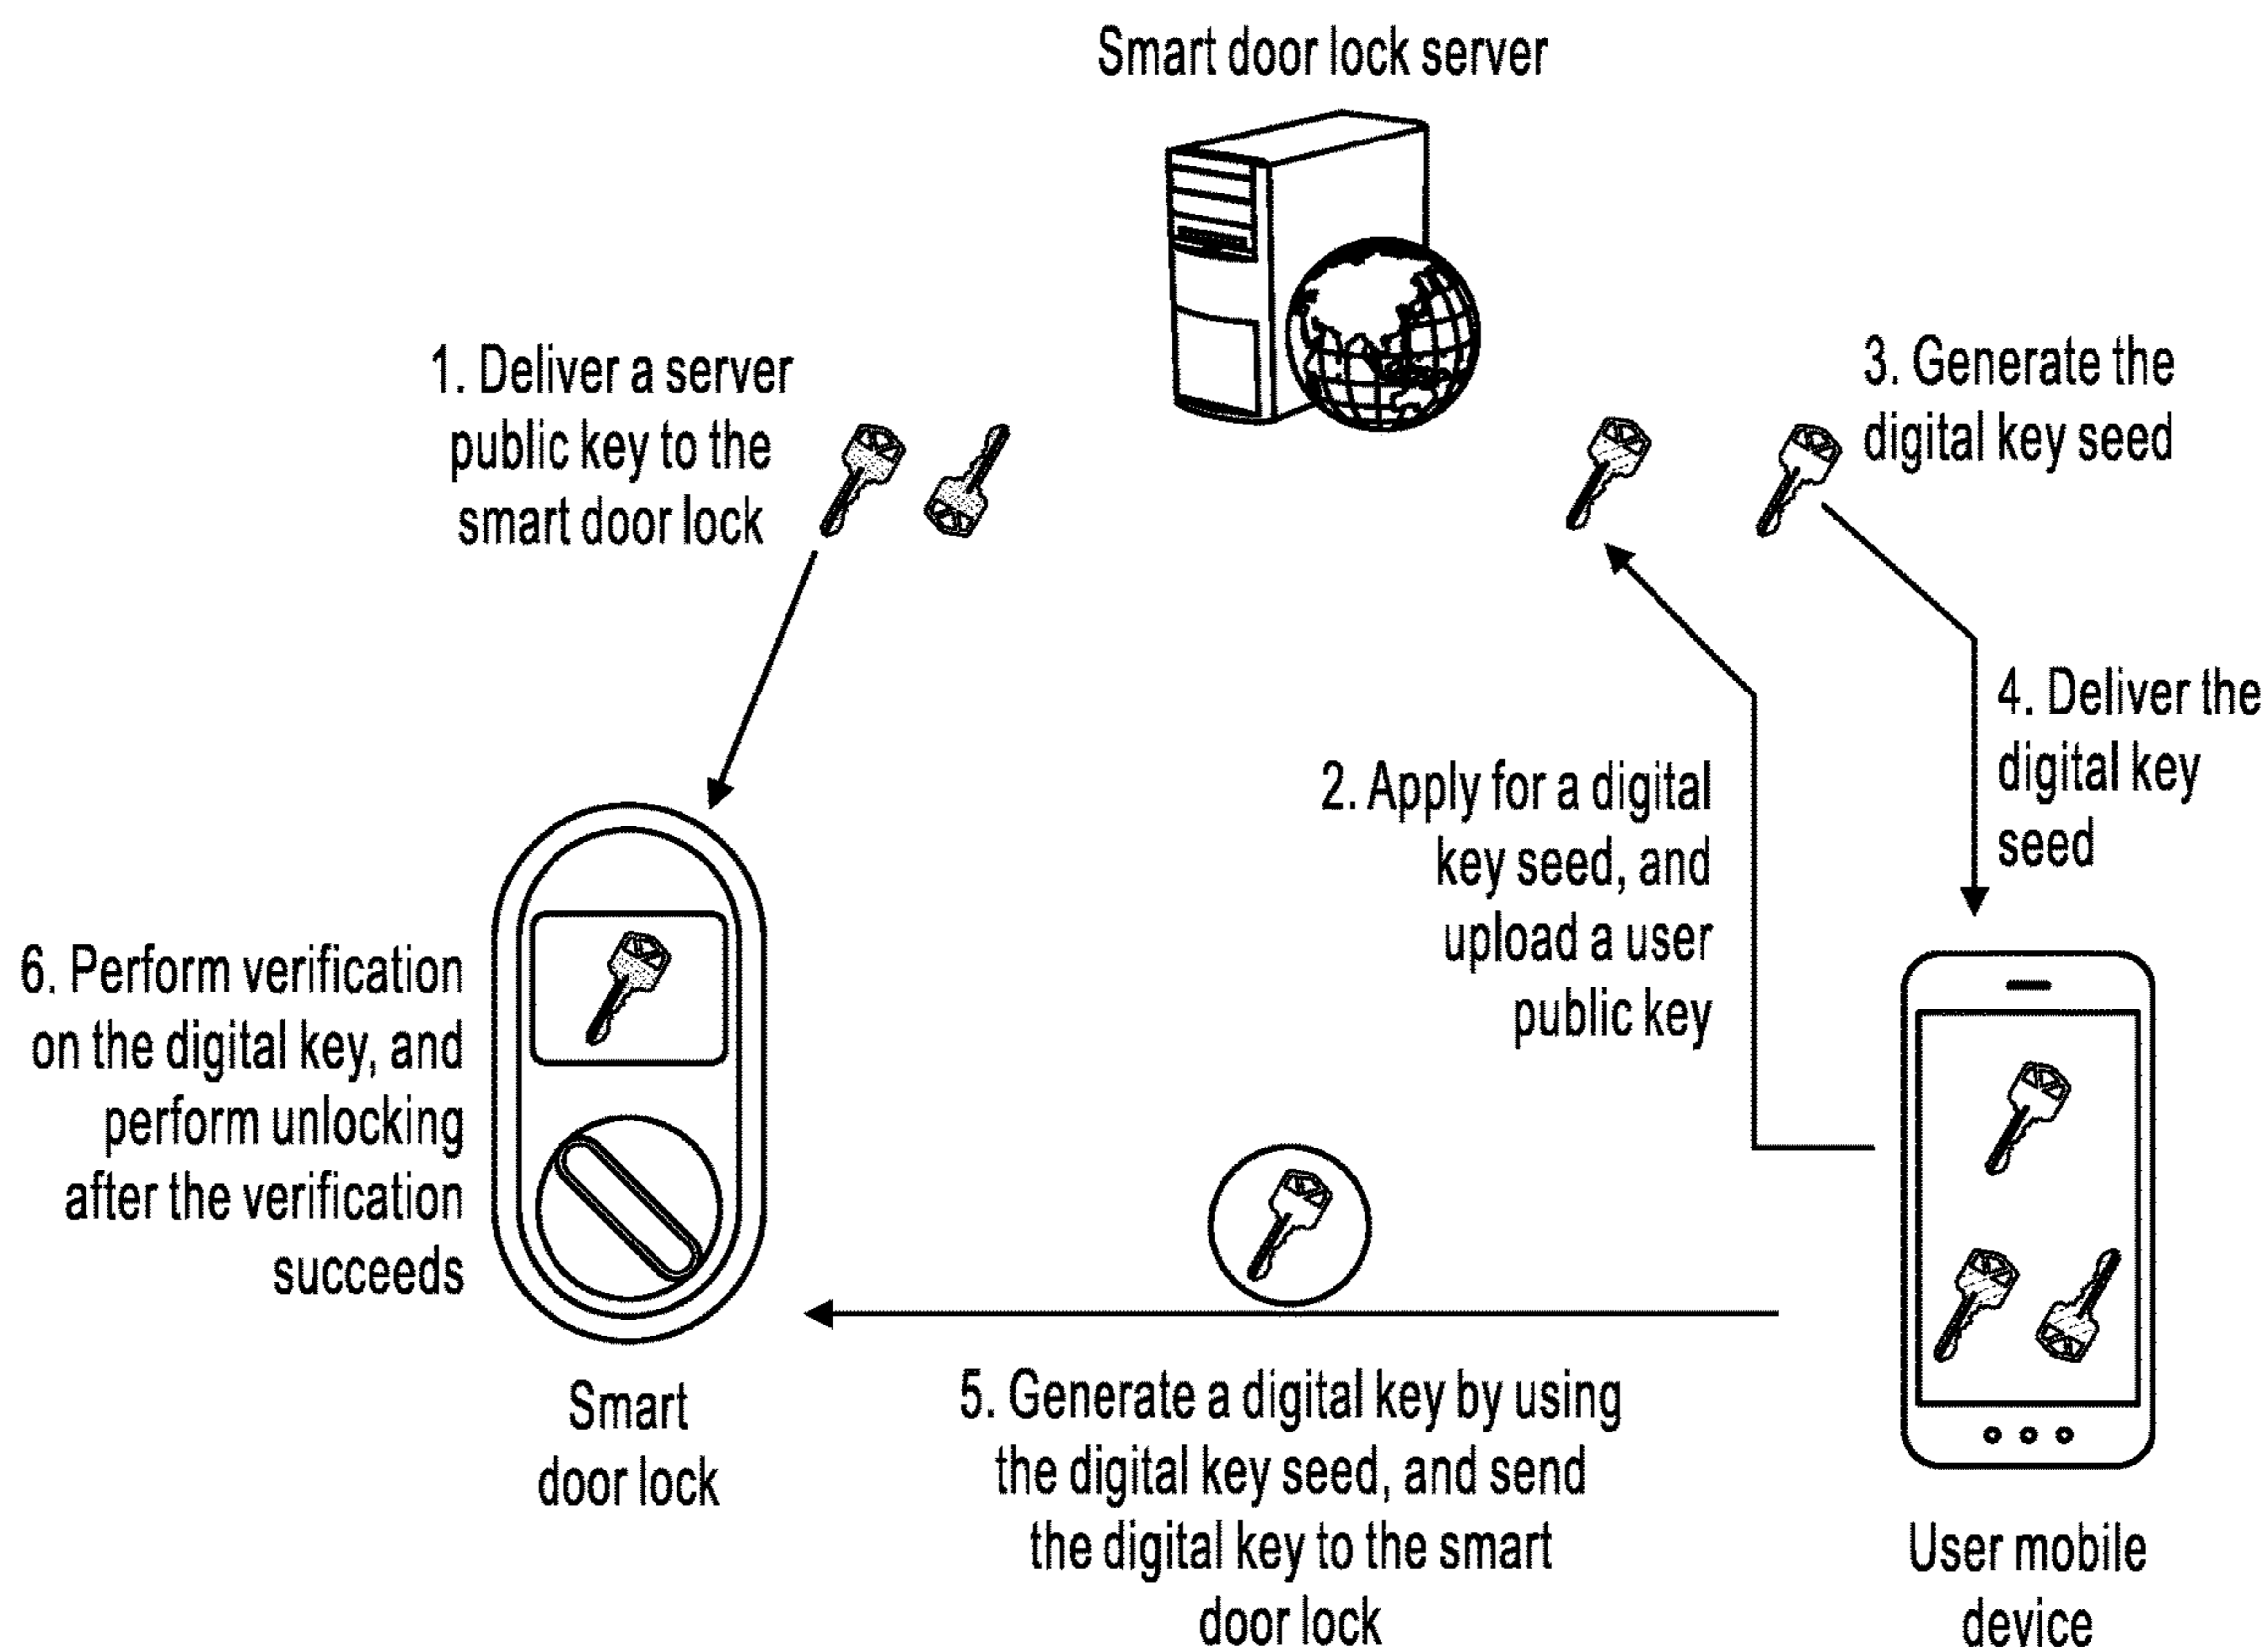 Smart door lock server
1. Deliver a server
public key to the
smart door lock
3. Generate the
digital key seed
4. Deliver the
digital key
seed
2. Apply for a digital
key seed, and
upload a user
public key
6. Perform verification
on the digital key, and
perform unlocking
after the verification
succeeds
Smart
door lock
5. Generate a digital key by using
the digital key seed, and send
the digital key to the smart
door lock
User mobile
device